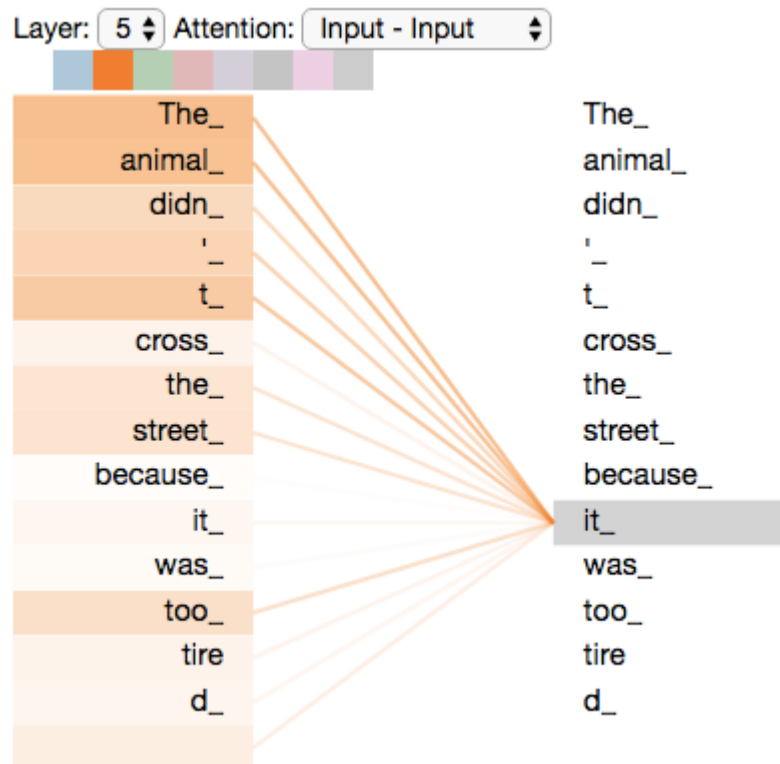 Layer: 5 Attention: Input - Input
The_ The_
animal_ animal_
didn_ didn_
'_ '_
t_ t_
cross_ cross_
the_ the_
street_ street_
because_ because_
it_ it_
was_ was_
too_ too_
tire tire
d_ d_